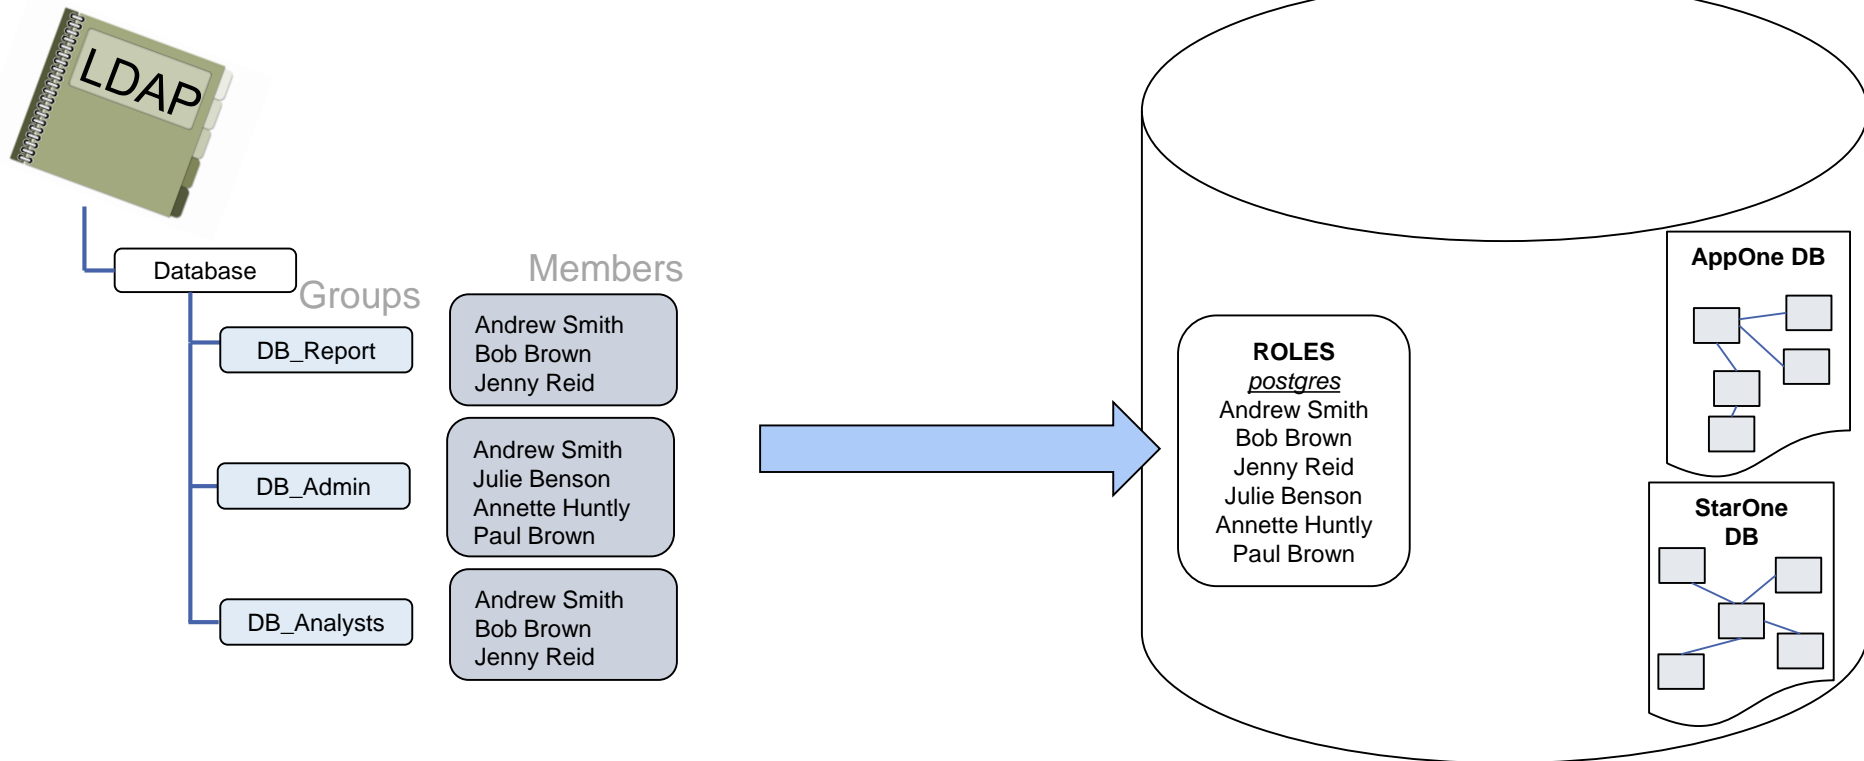 LDAP
Database
Groups
Members
DB_Report
Andrew Smith
Bob Brown
Jenny Reid
DB_Admin
Andrew Smith
Julie Benson
Annette Huntly
Paul Brown
DB_Analysts
Andrew Smith
Bob Brown
Jenny Reid
ROLES
postgres
Andrew Smith
Bob Brown
Jenny Reid
Julie Benson
Annette Huntly
Paul Brown
AppOne DB
StarOne
DB